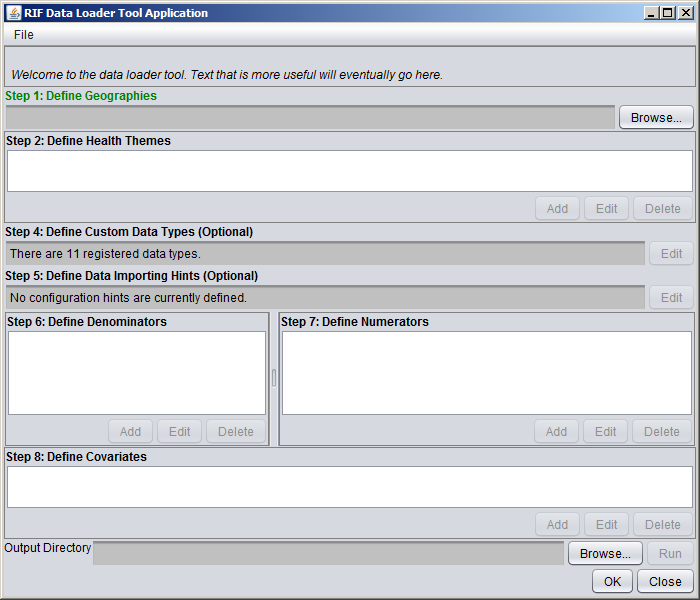 RIF Data Loader Tool Application
File
Welcome to the data loader tool. Text that is more useful will eventually go here.
Step 1: Define Geographies
Browse...
Step 2: Define Health Themes
Add Edit Delete
Step 4: Define Custom Data Types (Optional)
There are 11 registered data types. Edit
Step 5: Define Data Importing Hints (Optional)
No configuration hints are currently defined. Edit
Step 6: Define Denominators
Add Edit Delete
Step 7: Define Numerators
Add Edit Delete
Step 8: Define Covariates
Add Edit Delete
Output Directory Browse... Run
OK Close